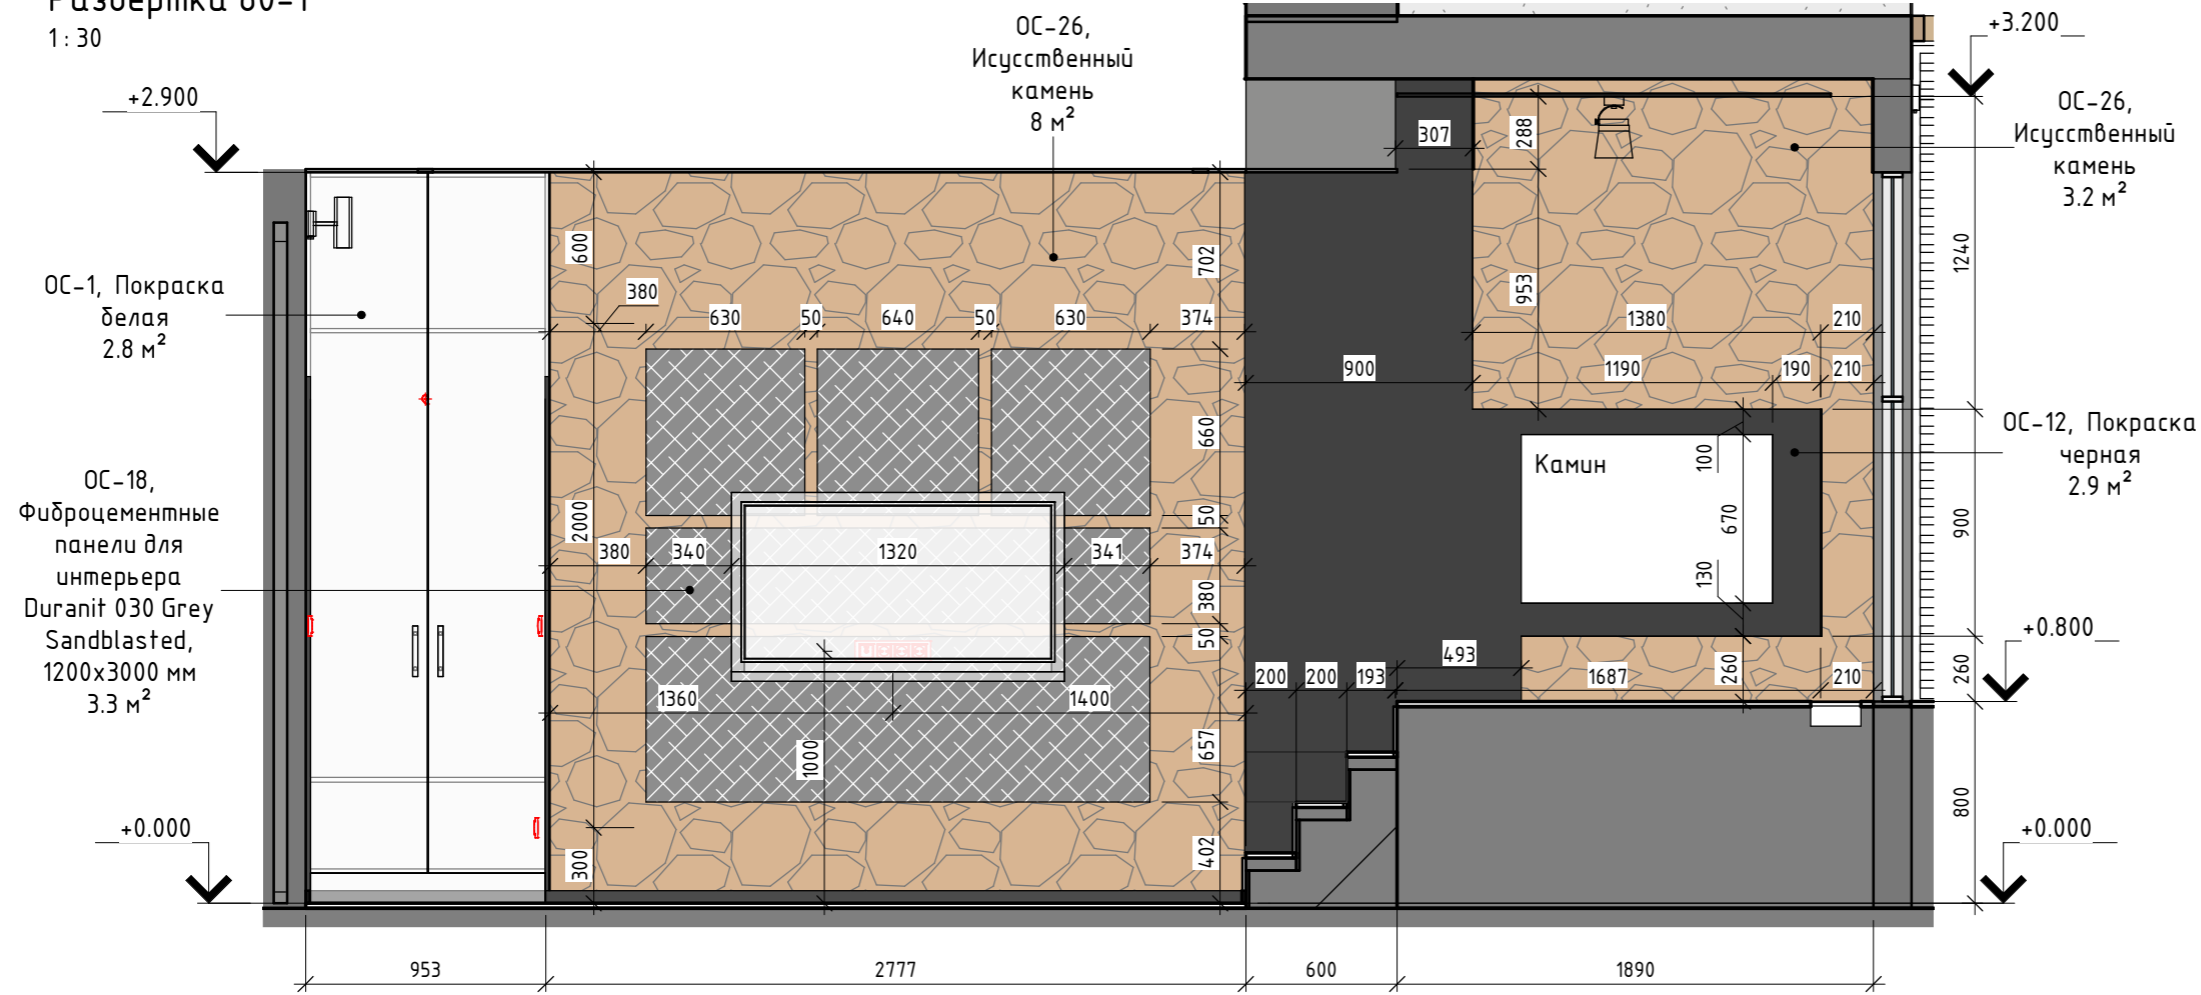 Развертка 60-1
1 : 30
+2.900
ОС-26,
Исусственный
камень
8 м²
+3.200
ОС-26,
Исусственный
камень
3.2 м²
ОС-1, Покраска
белая
2.8 м²
ОС-18,
Фиброцементные
панели для
интерьера
Duranit 030 Grey
Sandblasted,
1200х3000 мм
3.3 м²
ОС-12, Покраска
черная
2.9 м²
Камин
+0.800
+0.000
+0.000
307
288
953
600
702
380
630
50
640
50
630
374
1380
210
1240
900
1190
190
210
660
2000
50
380
340
1320
341
374
380
50
100
670
130
900
493
200
200
193
1687
260
210
260
1360
1400
1000
657
402
300
800
953
2777
600
1890